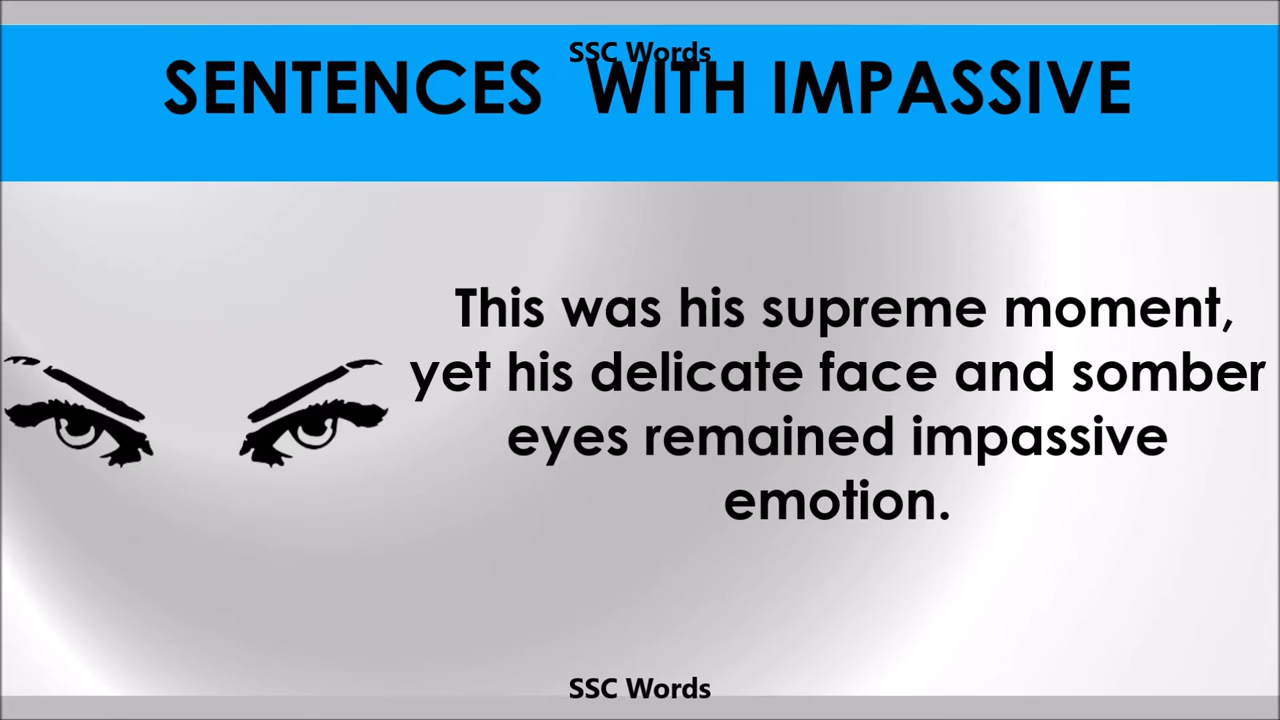 SSC Words
SENTENCES WITH IMPASSIVE
This was his supreme moment,
yet his delicate face and somber
eyes remained impassive
emotion.
SSC Words